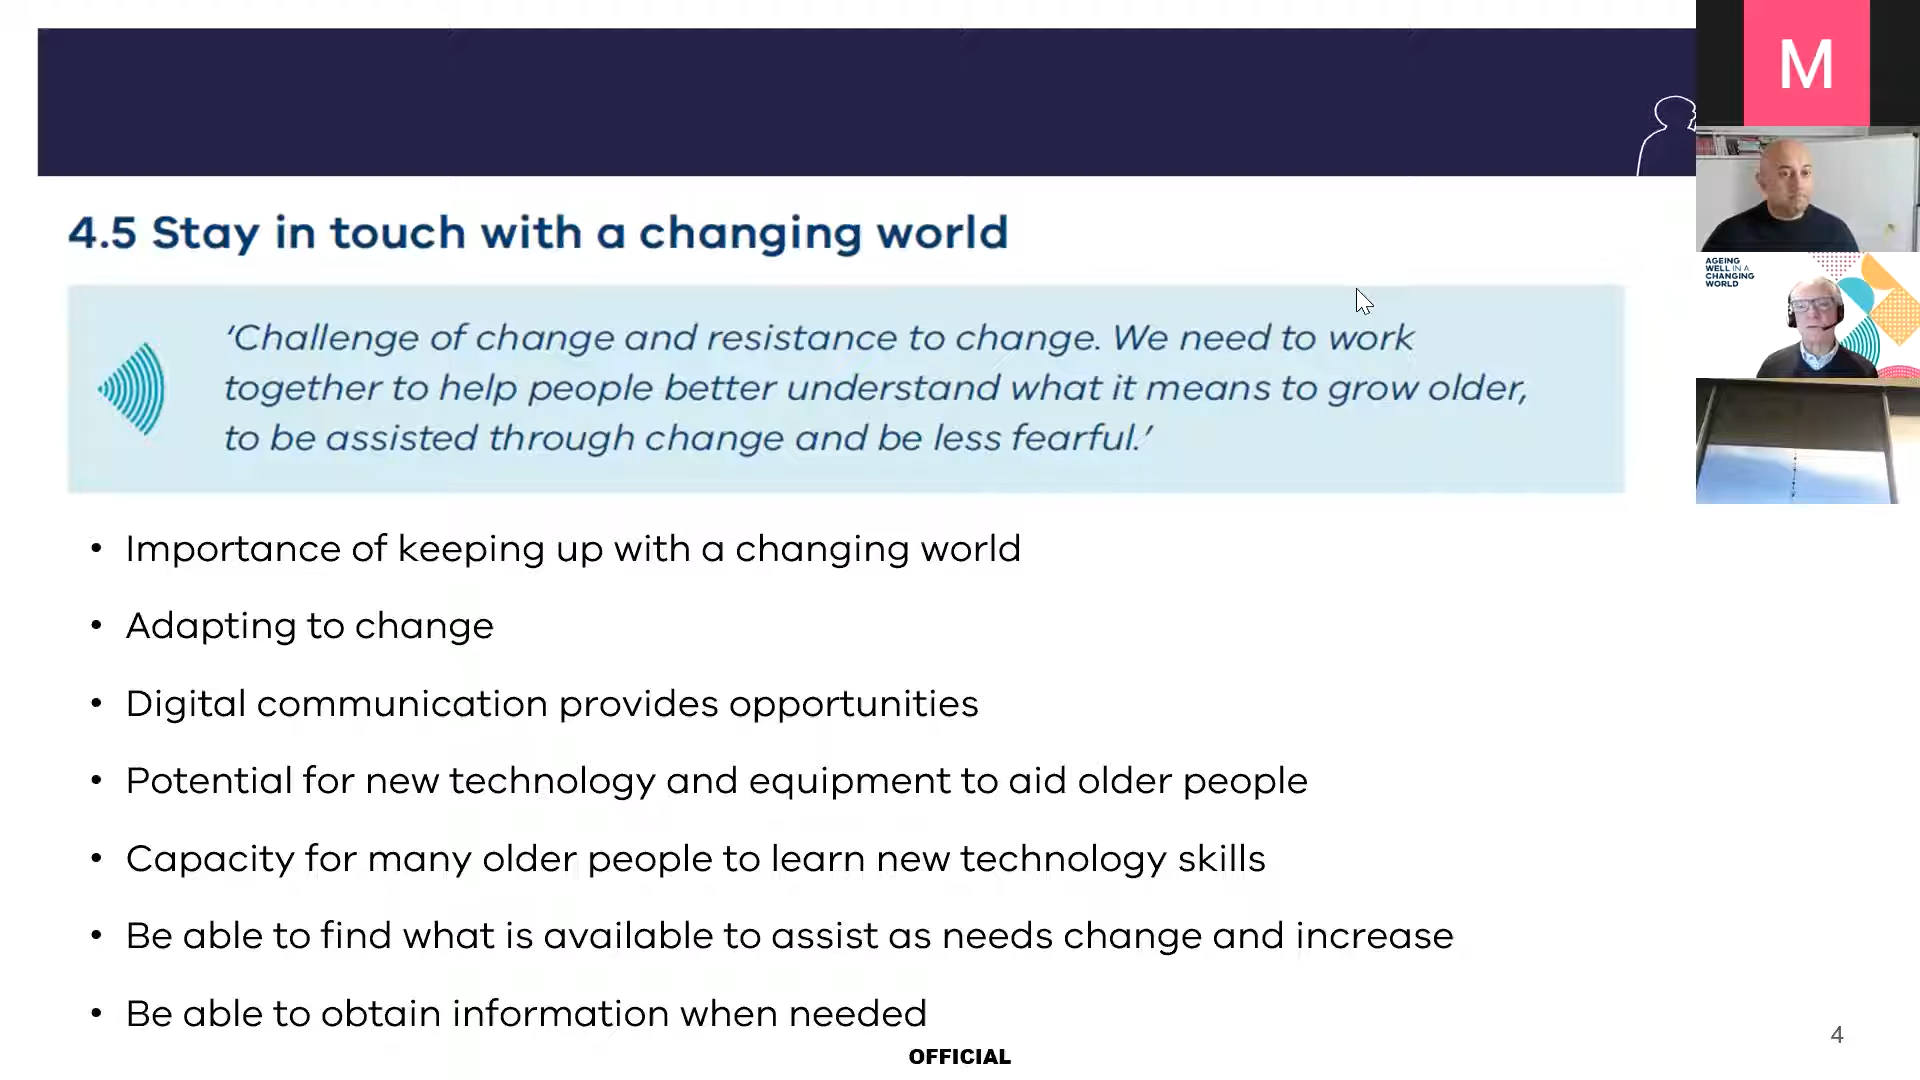 M
AGEING
WELL IN A
CHANGING
WORLD
4.5 Stay in touch with a changing world
‘Challenge of change and resistance to change. We need to work
together to help people better understand what it means to grow older,
to be assisted through change and be less fearful.’
• Importance of keeping up with a changing world
• Adapting to change
• Digital communication provides opportunities
• Potential for new technology and equipment to aid older people
• Capacity for many older people to learn new technology skills
• Be able to find what is available to assist as needs change and increase
• Be able to obtain information when needed
4
OFFICIAL